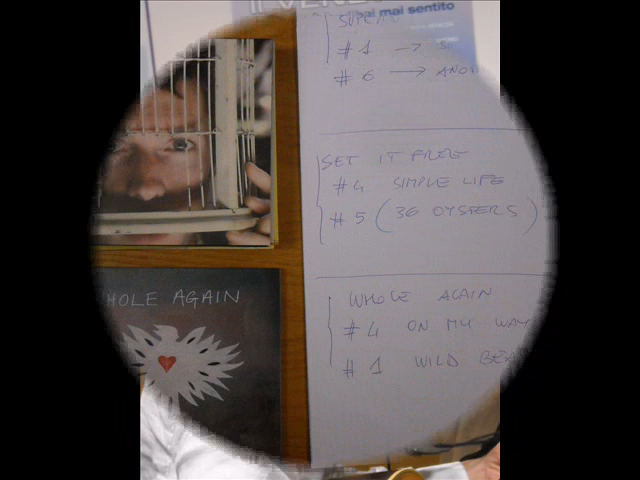 hai mai sentito
# 1 →
# 6 →
SET IT FREE
# 4 SIMPLE LIFE
# 5 (36 OYSTERS)
WHOLE AGAIN
# 4 ON MY WAY
# 1 WILD
HOLE AGAIN